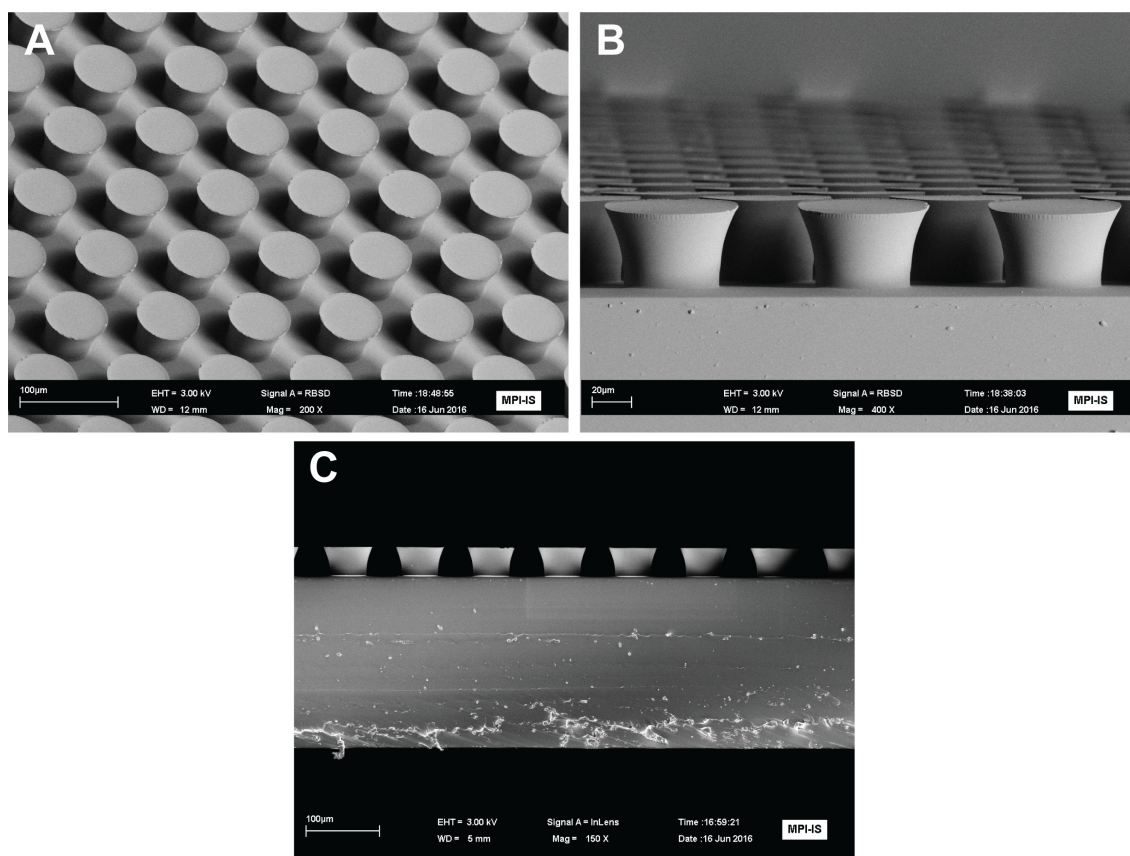 A
100µm
EHT = 3.00 kV Signal A = RBSD Time :18:48:55
WD = 12 mm Mag = 200 X Date :16 Jun 2016
MPI-IS
B
20µm
EHT = 3.00 kV Signal A = RBSD Time :18:38:03
WD = 12 mm Mag = 400 X Date :16 Jun 2016
MPI-IS
C
100µm
EHT = 3.00 kV Signal A = InLens Time :16:59:21
WD = 5 mm Mag = 150 X Date :16 Jun 2016
MPI-IS